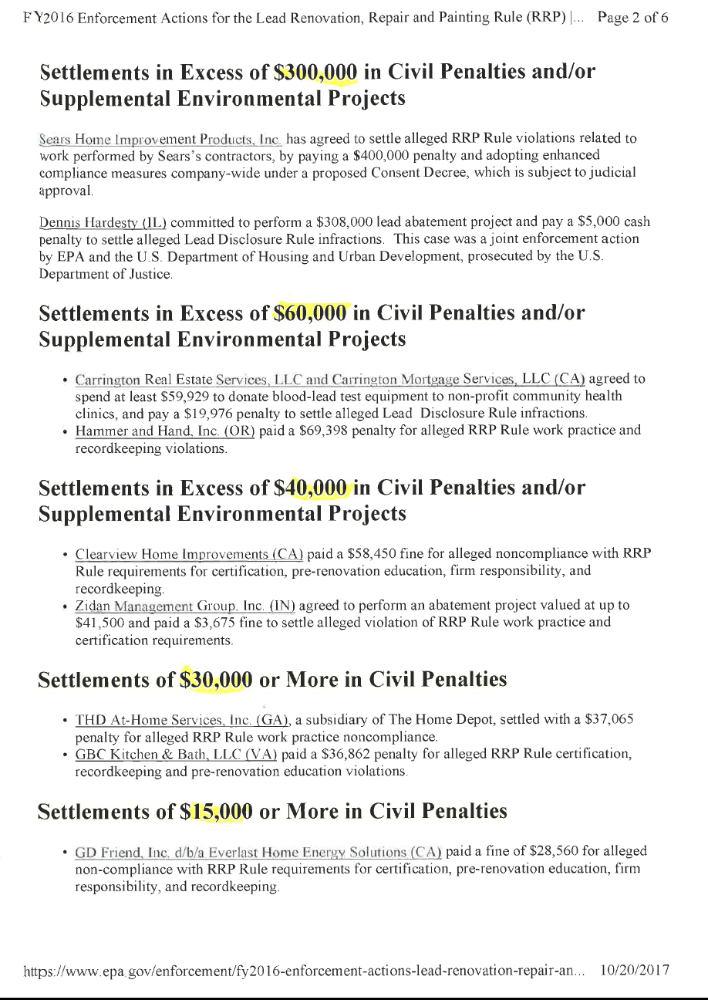 FY2016 Enforcement Actions for the Lead Renovation, Repair and Painting Rule (RRP) |... Page 2 of 6
Settlements in Excess of $300,000 in Civil Penalties and/or
Supplemental Environmental Projects
Sears Home Improvement Products, Inc. has agreed to settle alleged RRP Rule violations related to
work performed by Sears's contractors, by paying a $400,000 penalty and adopting enhanced
compliance measures company-wide under a proposed Consent Decree, which is subject to judicial
approval.
Dennis Hardesty (IL) committed to perform a $308,000 lead abatement project and pay a $5,000 cash
penalty to settle alleged Lead Disclosure Rule infractions. This case was a joint enforcement action
by EPA and the U.S. Department of Housing and Urban Development, prosecuted by the U.S.
Department of Justice.
Settlements in Excess of $60,000 in Civil Penalties and/or
Supplemental Environmental Projects
• Carrington Real Estate Services, LLC and Carrington Mortgage Services, LLC (CA) agreed to
spend at least $59,929 to donate blood-lead test equipment to non-profit community health
clinics, and pay a $19,976 penalty to settle alleged Lead Disclosure Rule infractions.
• Hammer and Hand, Inc. (OR) paid a $69,398 penalty for alleged RRP Rule work practice and
recordkeeping violations.
Settlements in Excess of $40,000 in Civil Penalties and/or
Supplemental Environmental Projects
• Clearview Home Improvements (CA) paid a $58,450 fine for alleged noncompliance with RRP
Rule requirements for certification, pre-renovation education, firm responsibility, and
recordkeeping.
• Zidan Management Group, Inc. (IN) agreed to perform an abatement project valued at up to
$41,500 and paid a $3,675 fine to settle alleged violation of RRP Rule work practice and
certification requirements.
Settlements of $30,000 or More in Civil Penalties
• THD At-Home Services, Inc. (GA), a subsidiary of The Home Depot, settled with a $37,065
penalty for alleged RRP Rule work practice noncompliance.
• GBC Kitchen & Bath, LLC (VA) paid a $36,862 penalty for alleged RRP Rule certification,
recordkeeping and pre-renovation education violations.
Settlements of $15,000 or More in Civil Penalties
• GD Friend, Inc. d/b/a Everlast Home Energy Solutions (CA) paid a fine of $28,560 for alleged
non-compliance with RRP Rule requirements for certification, pre-renovation education, firm
responsibility, and recordkeeping.
https://www.epa.gov/enforcement/fy2016-enforcement-actions-lead-renovation-repair-an... 10/20/2017